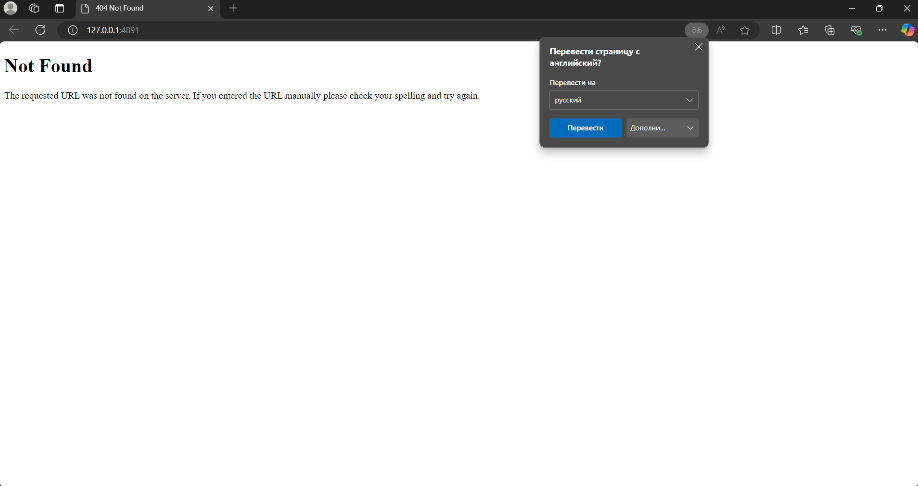 404 Not Found
127.0.0.1:4891
Not Found
The requested URL was not found on the server. If you entered the URL manually please check your spelling and try again.
Перевести страницу с
английский?
Перевести на
русский
Перевести
Дополни...